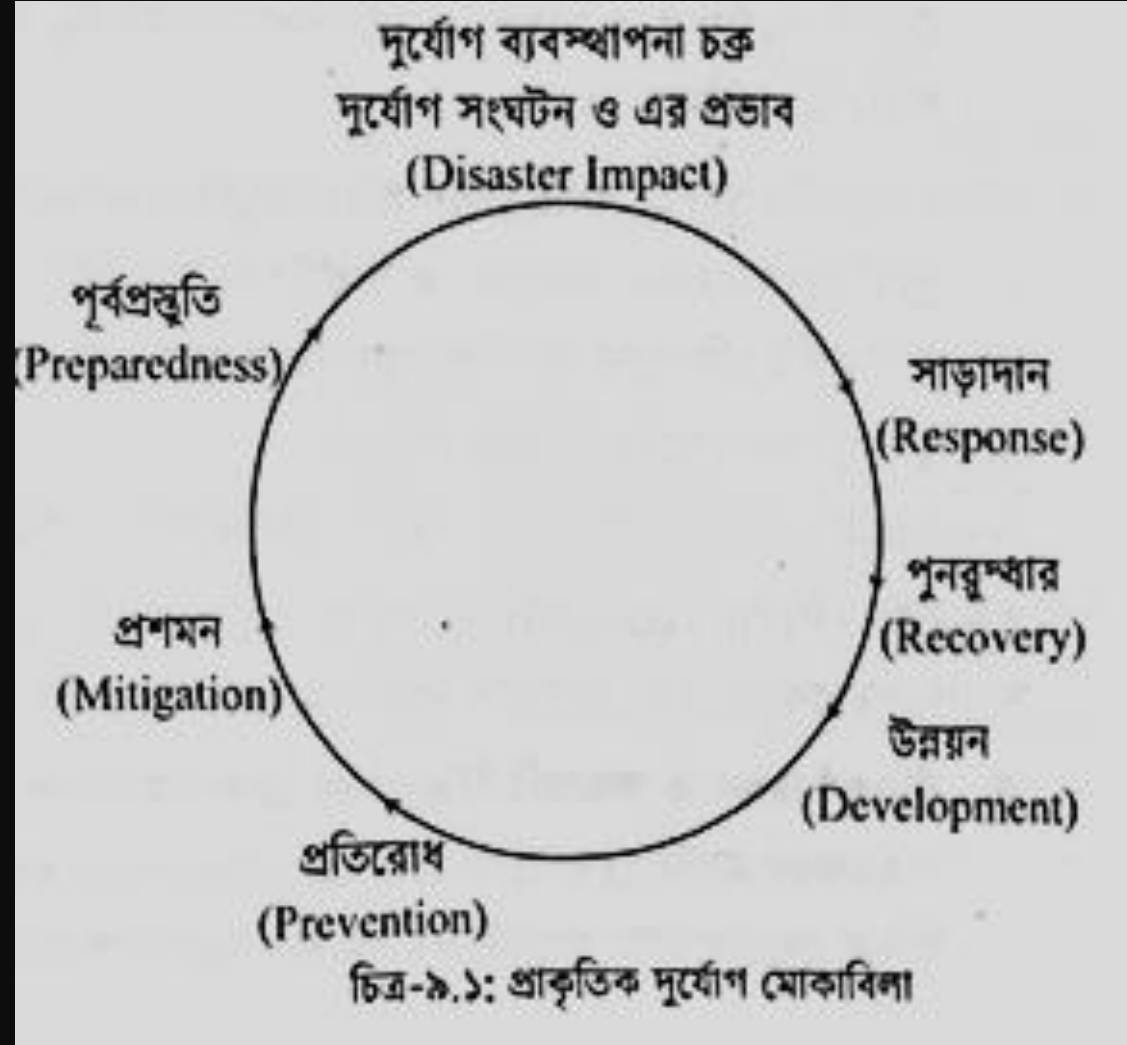 দুর্যোগ ব্যবস্থাপনা চক্র
দুর্যোগ সংঘটন ও এর প্রভাব
(Disaster Impact)
পূর্বপ্রস্তুতি
(Preparedness)
সাড়াদান
(Response)
পুনরুদ্ধার
(Recovery)
প্রশমন
(Mitigation)
উন্নয়ন
(Development)
প্রতিরোধ
(Prevention)
চিত্র-৯.১: প্রাকৃতিক দুর্যোগ মোকাবিলা